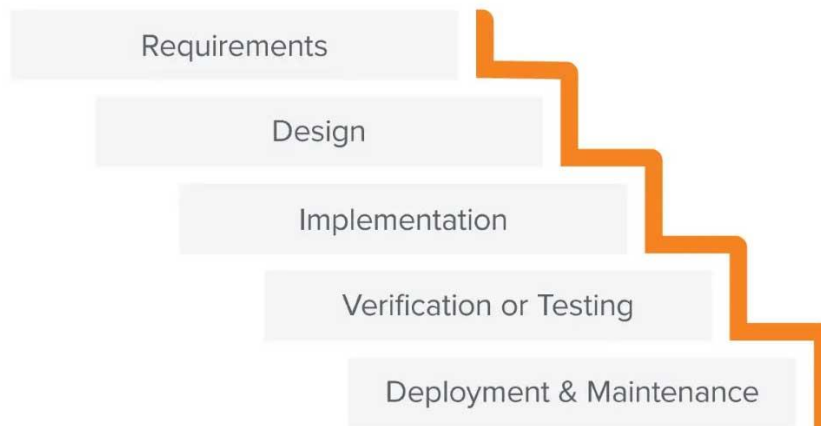 Requirements
Design
Implementation
Verification or Testing
Deployment & Maintenance